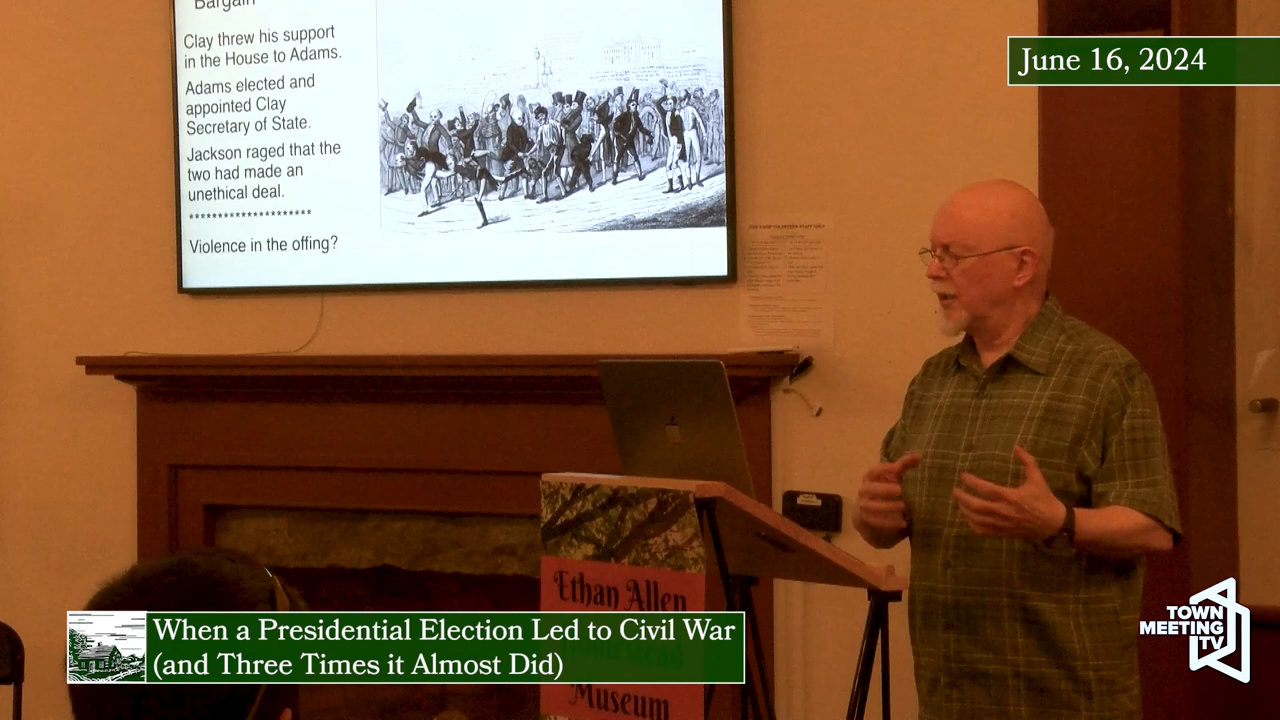 Bargain
Clay threw his support
in the House to Adams.
Adams elected and
appointed Clay
Secretary of State.
Jackson raged that the
two had made an
unethical deal.
*********************
Violence in the offing?
June 16, 2024
Ethan Allen
Museum
When a Presidential Election Led to Civil War
(and Three Times it Almost Did)
TOWN
MEETING
TV